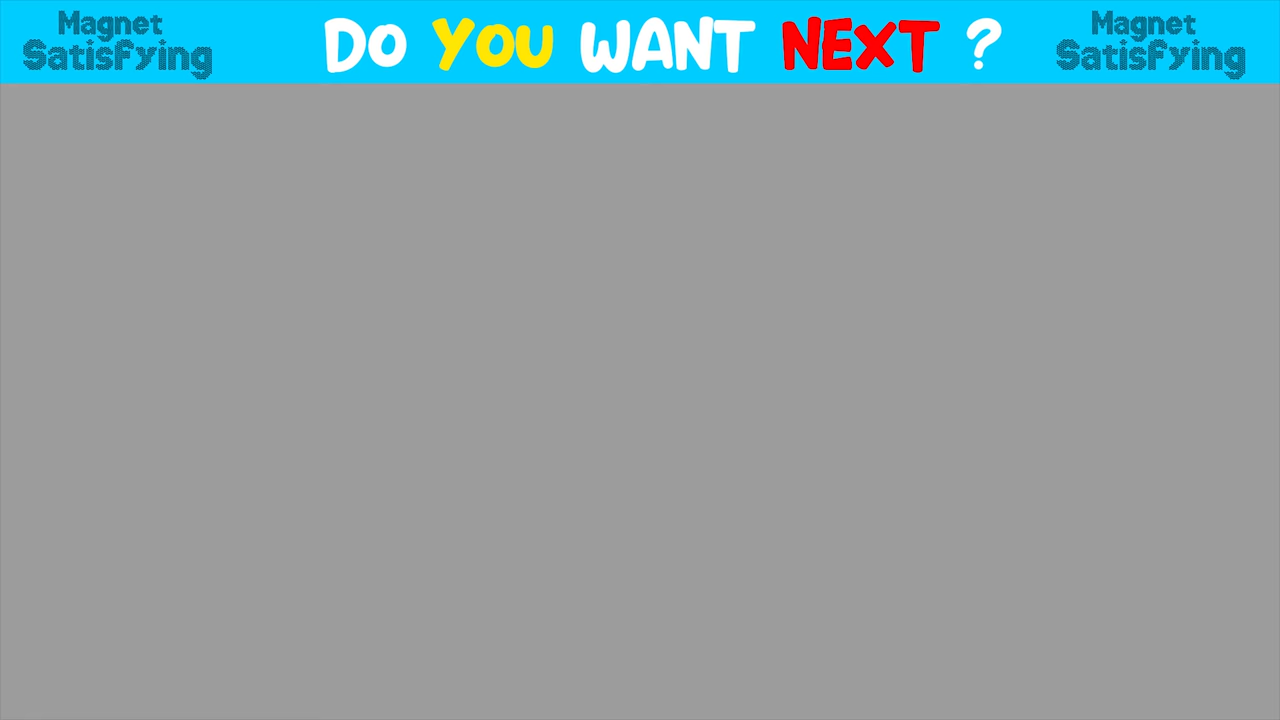 Magnet
Satisfying
DO YOU WANT NEXT ?
Magnet
Satisfying